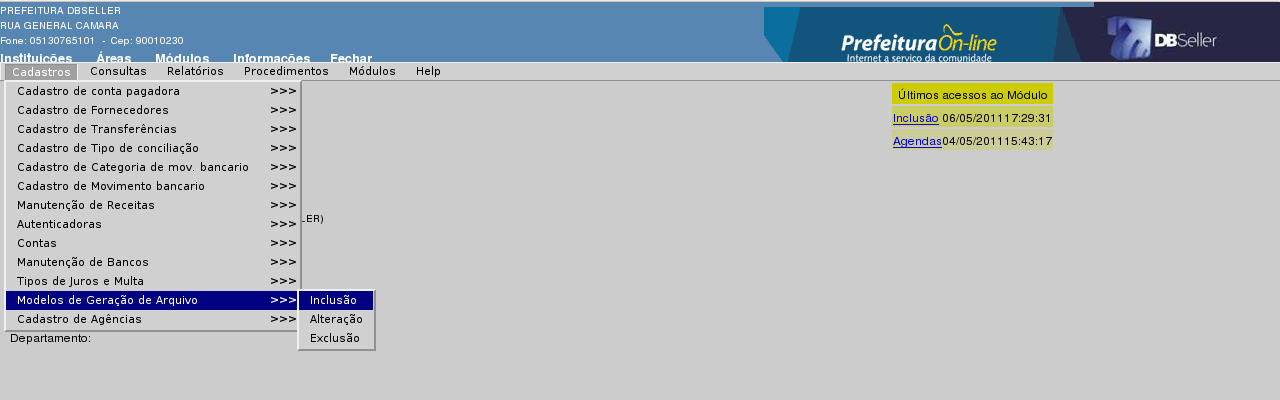 PREFEITURA DBSELLER
RUA GENERAL CAMARA
Fone: 05130765101 - Cep: 90010230
Instituições Áreas Módulos Informações Fechar
PrefeituraOn-line
Internet a serviço da comunidade
DBSeller
Cadastros Consultas Relatórios Procedimentos Módulos Help
Cadastro de conta pagadora >>>
Cadastro de Fornecedores >>>
Cadastro de Transferências >>>
Cadastro de Tipo de conciliação >>>
Cadastro de Categoria de mov. bancario >>>
Cadastro de Movimento bancario >>>
Manutenção de Receitas >>>
Autenticadoras >>>
Contas >>>
Manutenção de Bancos >>>
Tipos de Juros e Multa >>>
Modelos de Geração de Arquivo >>>
Cadastro de Agências >>>
Inclusão
Alteração
Exclusão
LER)
Departamento:
Últimos acessos ao Módulo
Inclusão 06/05/201117:29:31
Agendas04/05/201115:43:17